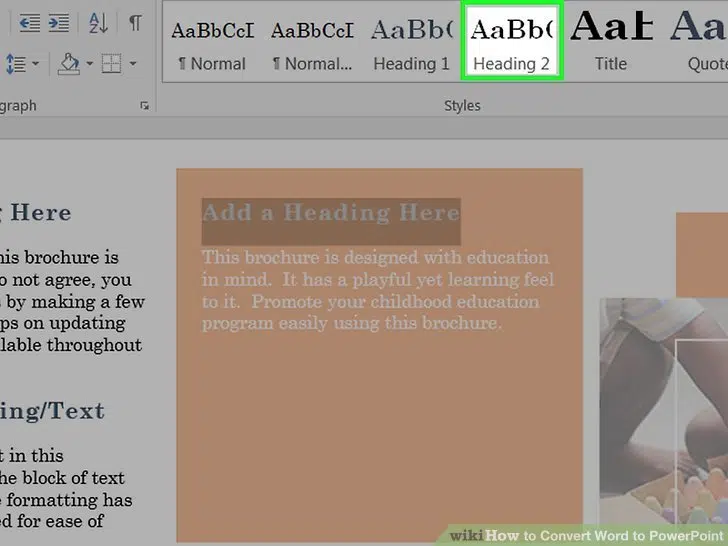 AaBbCcI AaBbCcI AaBb( AaBb( AaB AaB
¶ Normal ¶ Normal... Heading 1 Heading 2 Title Quote
graph
Styles
g Here
his brochure is
o not agree, you
s by making a few
ps on updating
lable throughout
ing/Text
t in this
he block of text
e formatting has
ed for ease of
Add a Heading Here
This brochure is designed with education
in mind. It has a playful yet learning feel
to it. Promote your childhood education
program easily using this brochure.
wikiHow to Convert Word to PowerPoint